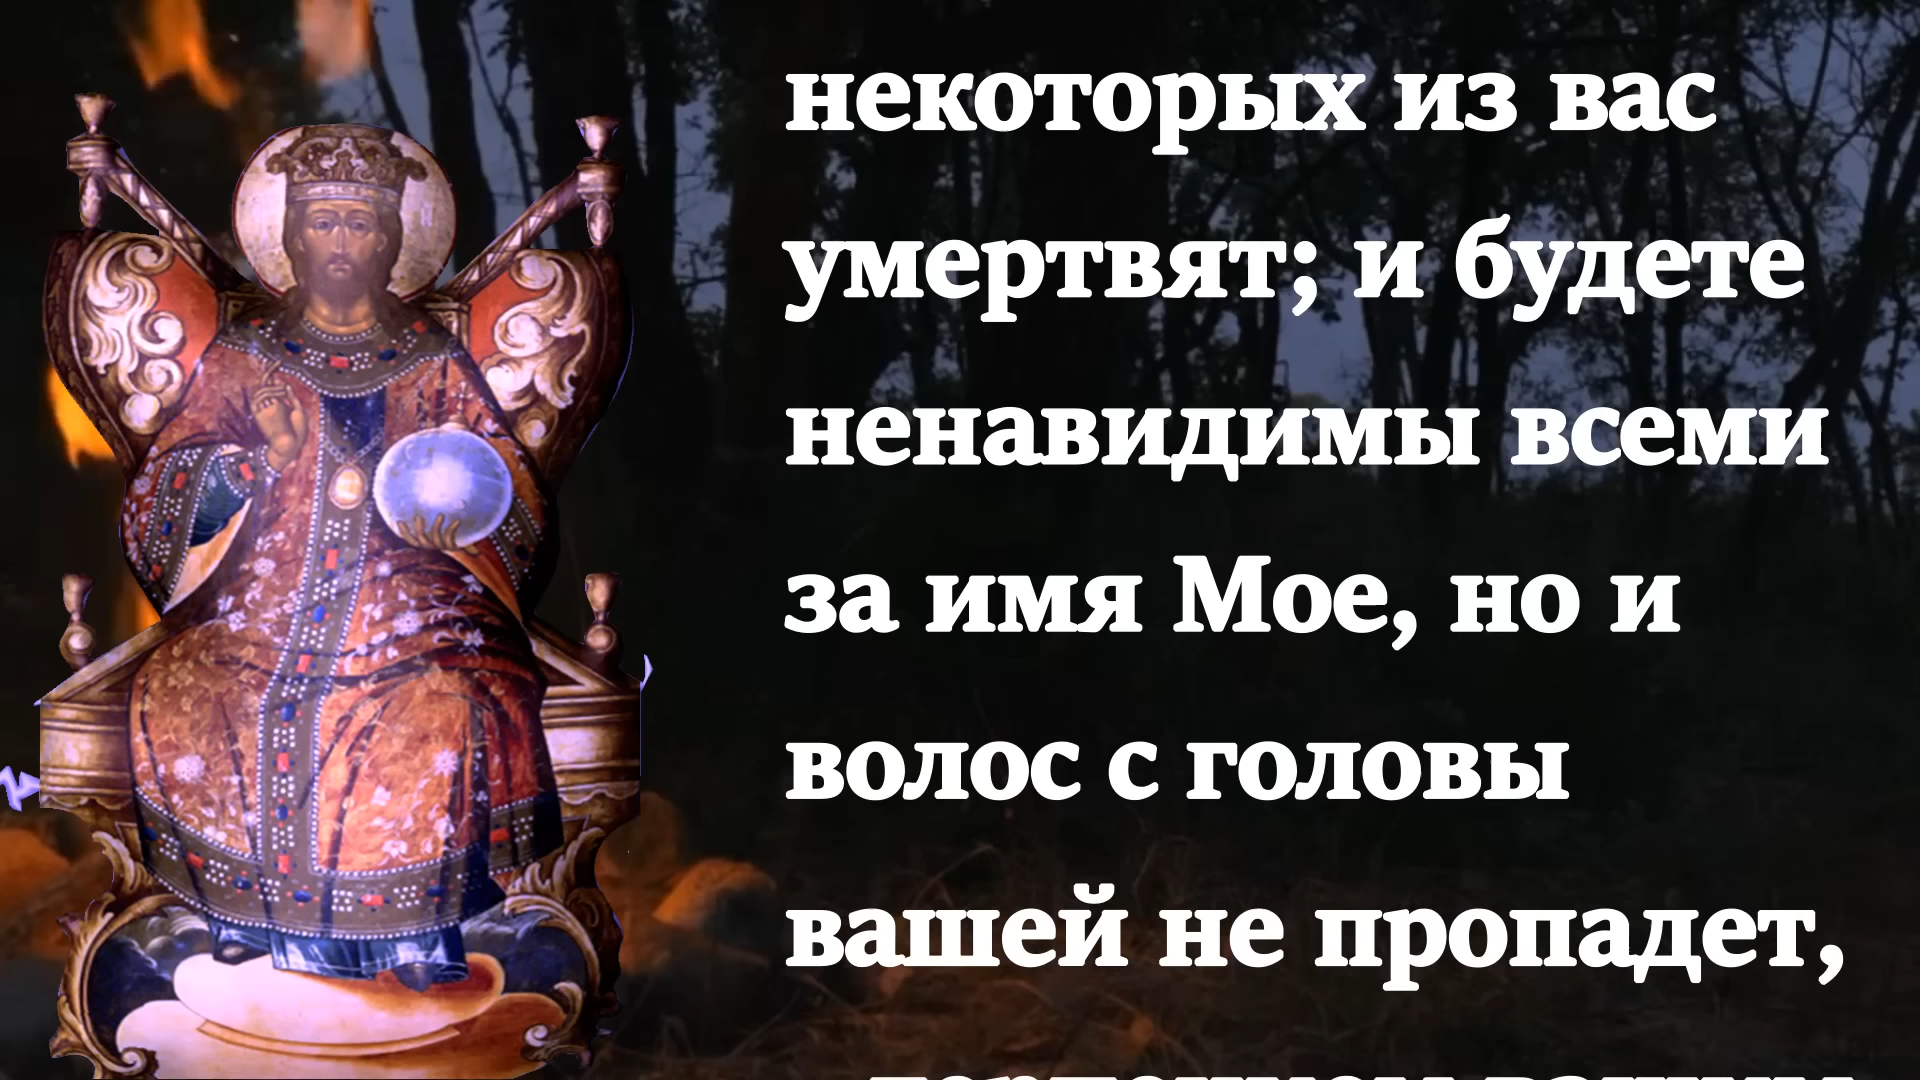 некоторых из вас
умертвят; и будете
ненавидимы всеми
за имя Мое, но и
волос с головы
вашей не пропадет,